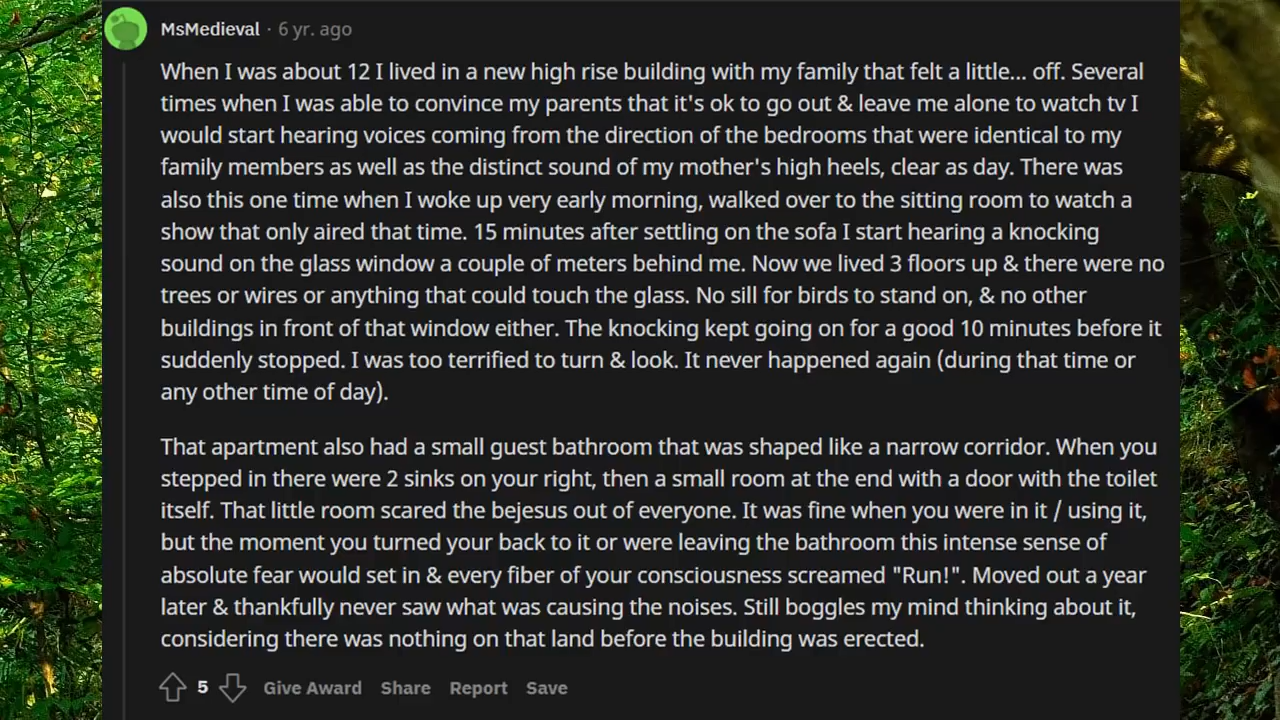 MsMedieval · 6 yr. ago
When I was about 12 I lived in a new high rise building with my family that felt a little... off. Several
times when I was able to convince my parents that it's ok to go out & leave me alone to watch tv I
would start hearing voices coming from the direction of the bedrooms that were identical to my
family members as well as the distinct sound of my mother's high heels, clear as day. There was
also this one time when I woke up very early morning, walked over to the sitting room to watch a
show that only aired that time. 15 minutes after settling on the sofa I start hearing a knocking
sound on the glass window a couple of meters behind me. Now we lived 3 floors up & there were no
trees or wires or anything that could touch the glass. No sill for birds to stand on, & no other
buildings in front of that window either. The knocking kept going on for a good 10 minutes before it
suddenly stopped. I was too terrified to turn & look. It never happened again (during that time or
any other time of day).
That apartment also had a small guest bathroom that was shaped like a narrow corridor. When you
stepped in there were 2 sinks on your right, then a small room at the end with a door with the toilet
itself. That little room scared the bejesus out of everyone. It was fine when you were in it / using it,
but the moment you turned your back to it or were leaving the bathroom this intense sense of
absolute fear would set in & every fiber of your consciousness screamed "Run!". Moved out a year
later & thankfully never saw what was causing the noises. Still boggles my mind thinking about it,
considering there was nothing on that land before the building was erected.
5 Give Award Share Report Save